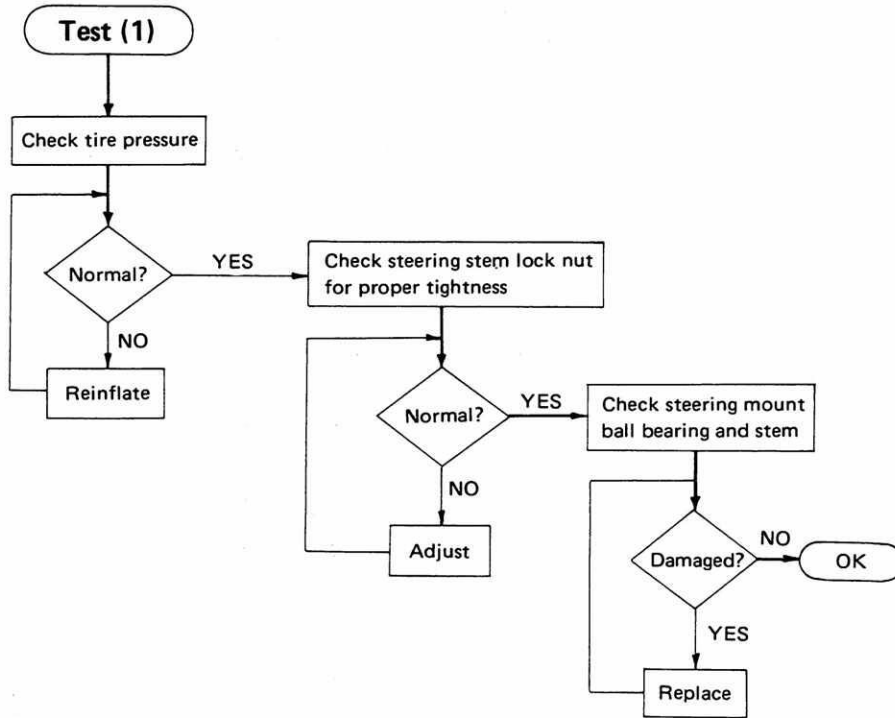 Test (1)
Check tire pressure
Normal?
YES
NO
Reinflate
Check steering stem lock nut
for proper tightness
Normal?
YES
NO
Adjust
Check steering mount
ball bearing and stem
Damaged?
NO
OK
YES
Replace